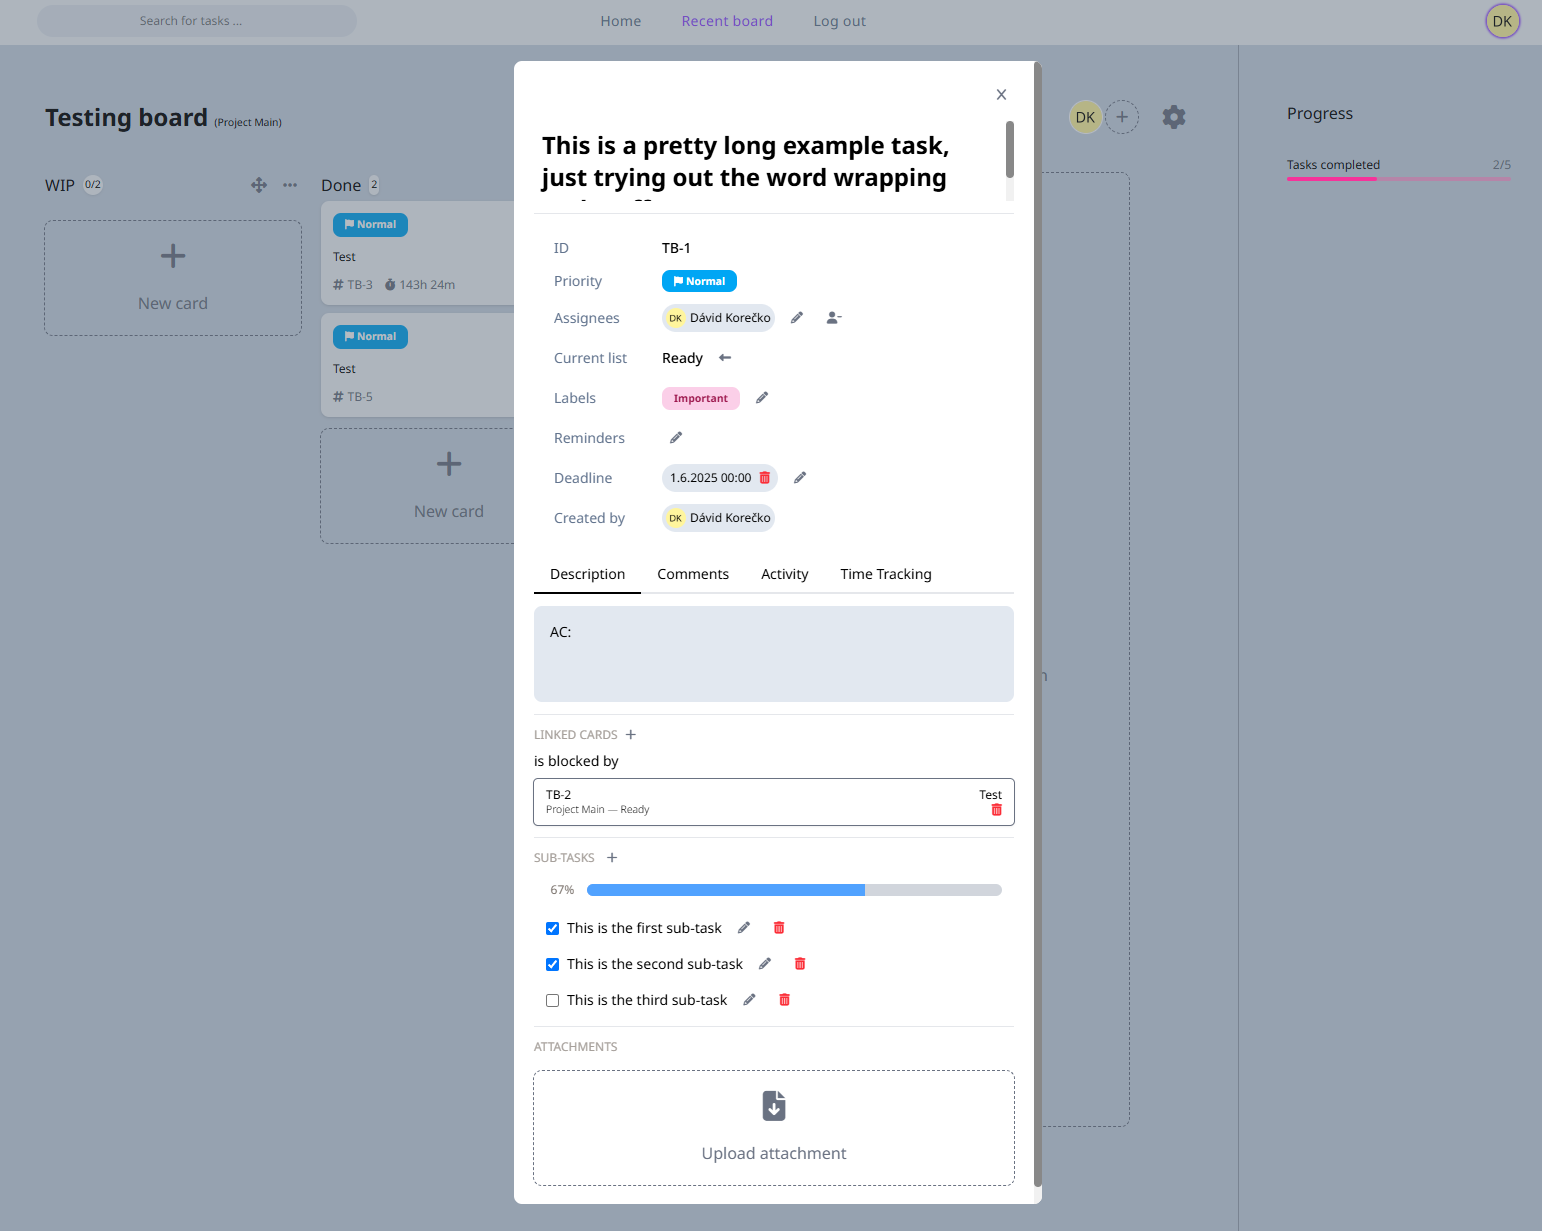 Search for tasks ...
Home
Recent board
Log out
DK
Testing board (Project Main)
DK
Progress
Tasks completed 2/5
WIP 0/2
New card
Done 2
Normal
Test
TB-3 143h 24m
Normal
Test
TB-5
New card
This is a pretty long example task,
just trying out the word wrapping
ID TB-1
Priority Normal
Assignees DK Dávid Korečko
Current list Ready
Labels Important
Reminders
Deadline 1.6.2025 00:00
Created by DK Dávid Korečko
Description Comments Activity Time Tracking
AC:
LINKED CARDS
is blocked by
TB-2 Test
Project Main — Ready
SUB-TASKS
67%
This is the first sub-task
This is the second sub-task
This is the third sub-task
ATTACHMENTS
Upload attachment